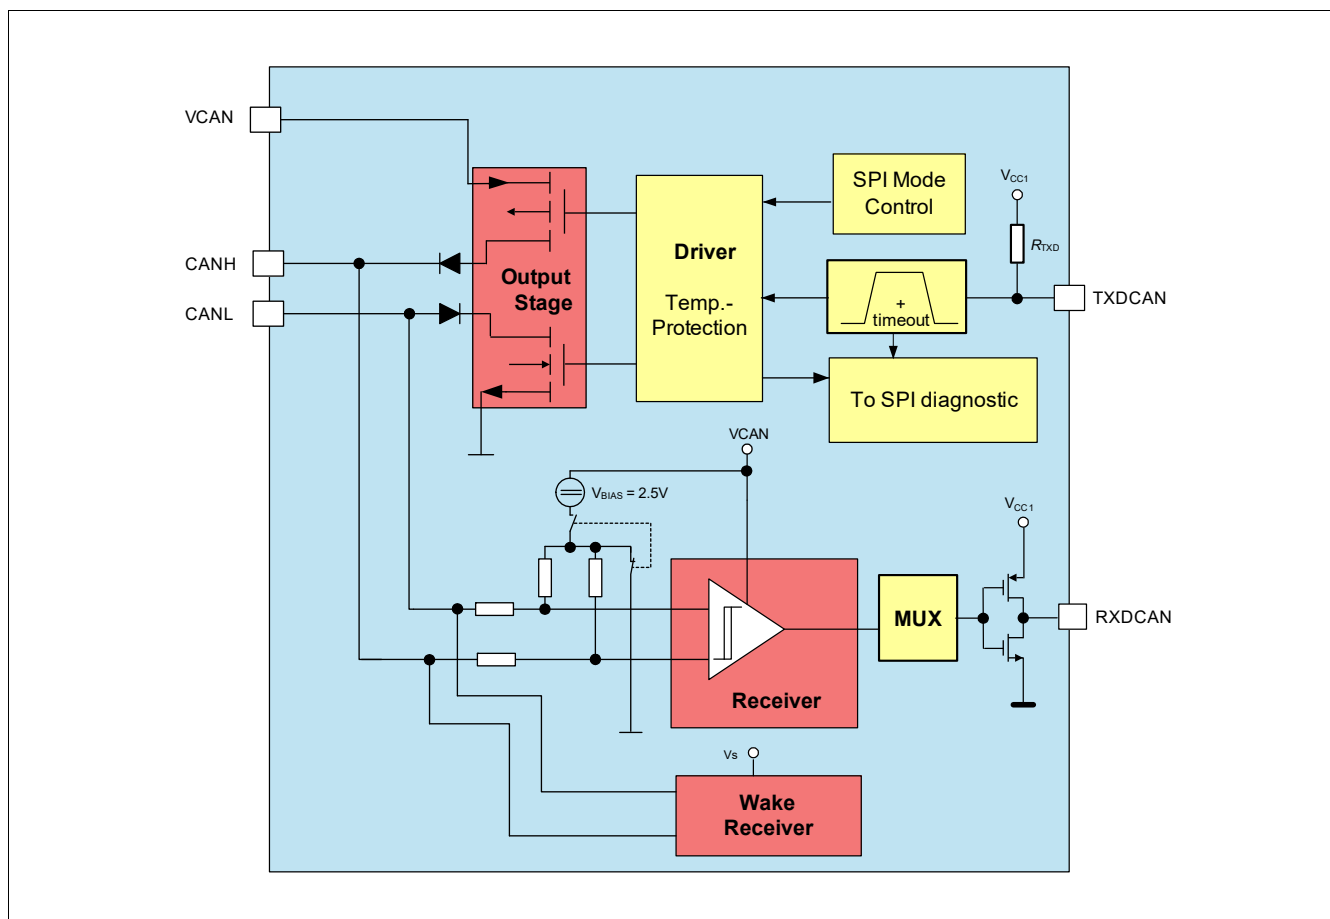 VCAN
SPI Mode
Control
VCC1
RTXD
CANH
Driver
Output
Stage
CANL
Temp.-
Protection
+
timeout
TXDCAN
To SPI diagnostic
VCAN
VBIAS = 2.5V
VCC1
MUX
RXDCAN
Receiver
Vs
Wake
Receiver